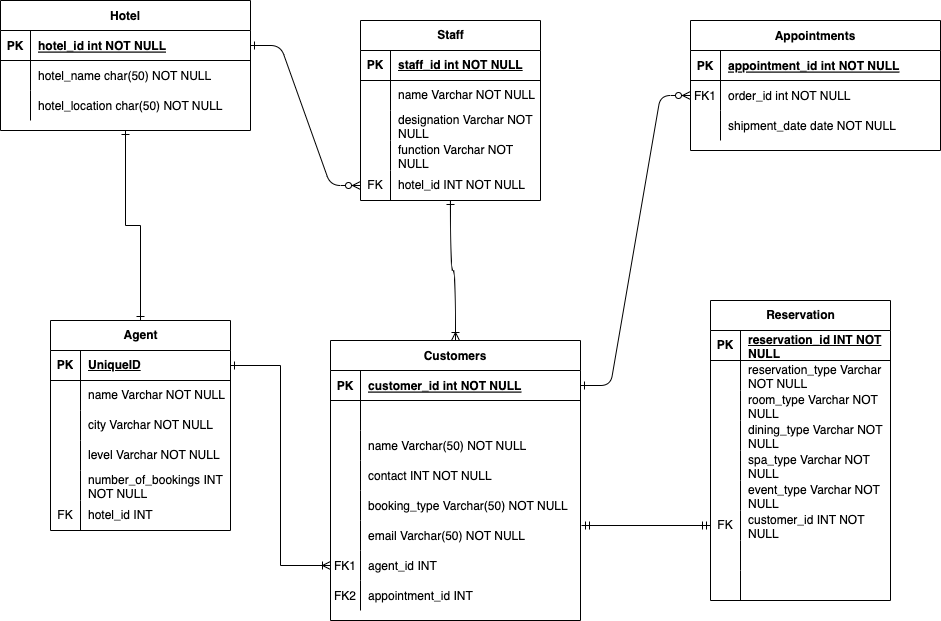 Hotel
PK hotel_id int NOT NULL
hotel_name char(50) NOT NULL
hotel_location char(50) NOT NULL
Staff
PK staff_id int NOT NULL
name Varchar NOT NULL
designation Varchar NOT
NULL
function Varchar NOT
NULL
FK hotel_id INT NOT NULL
Appointments
PK appointment_id int NOT NULL
FK1 order_id int NOT NULL
shipment_date date NOT NULL
Agent
PK UniqueID
name Varchar NOT NULL
city Varchar NOT NULL
level Varchar NOT NULL
number_of_bookings INT
NOT NULL
FK hotel_id INT
Customers
PK customer_id int NOT NULL
name Varchar(50) NOT NULL
contact INT NOT NULL
booking_type Varchar(50) NOT NULL
email Varchar(50) NOT NULL
FK1 agent_id INT
FK2 appointment_id INT
Reservation
PK reservation_id INT NOT
NULL
reservation_type Varchar
NOT NULL
room_type Varchar NOT
NULL
dining_type Varchar NOT
NULL
spa_type Varchar NOT
NULL
event_type Varchar NOT
NULL
FK customer_id INT NOT
NULL